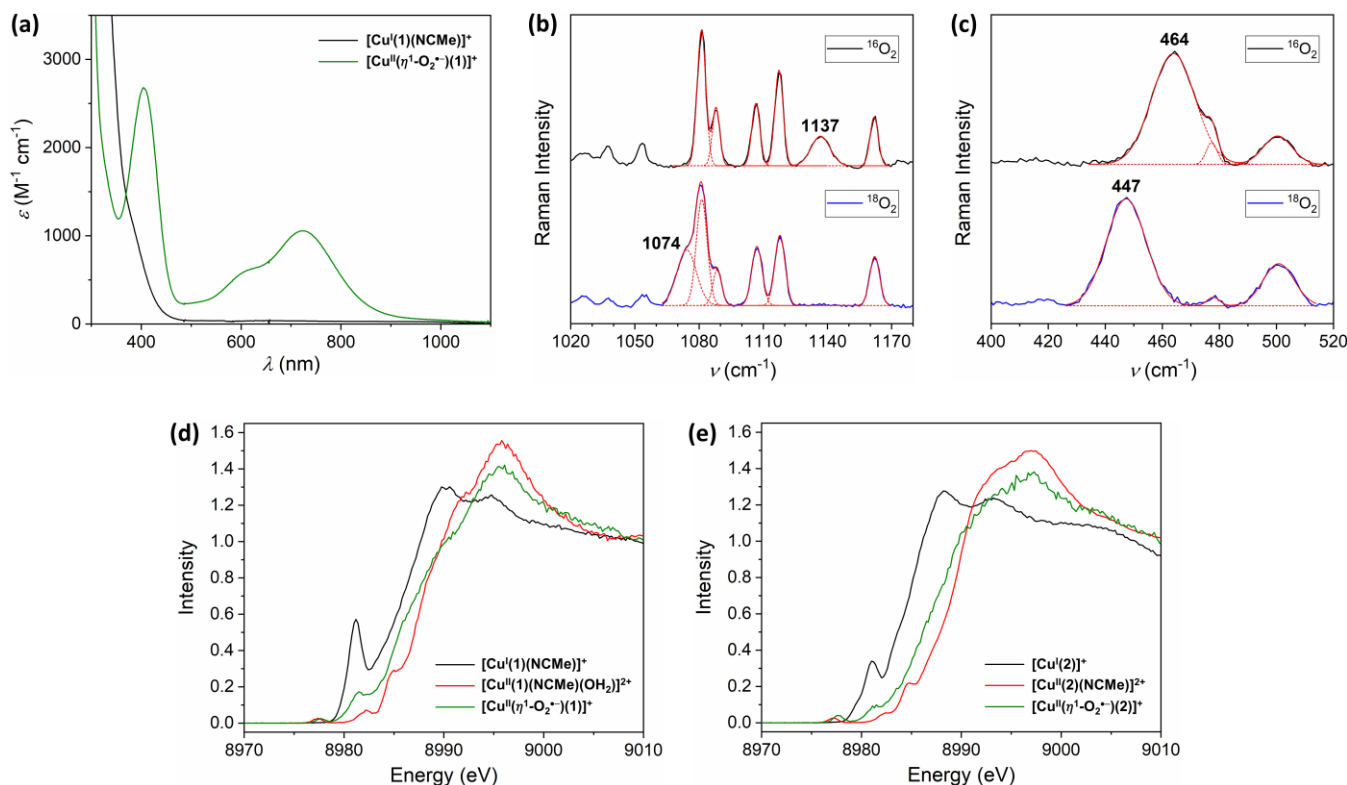 (a)
[Cuᴵ(1)(NCMe)]⁺
[Cuᴵᴵ(η¹-O₂•⁻)(1)]⁺
3000
2000
1000
0
ε (M⁻¹ cm⁻¹)
400 600 800 1000
λ (nm)
(b)
¹⁶O₂
1137
¹⁸O₂
1074
Raman Intensity
1020 1050 1080 1110 1140 1170
ν (cm⁻¹)
(c)
464
¹⁶O₂
447
¹⁸O₂
Raman Intensity
400 420 440 460 480 500 520
ν (cm⁻¹)
(d)
1.6
1.4
1.2
1.0
0.8
0.6
0.4
0.2
0.0
Intensity
[Cuᴵ(1)(NCMe)]⁺
[Cuᴵᴵ(1)(NCMe)(OH₂)]²⁺
[Cuᴵᴵ(η¹-O₂•⁻)(1)]⁺
8970 8980 8990 9000 9010
Energy (eV)
(e)
1.6
1.4
1.2
1.0
0.8
0.6
0.4
0.2
0.0
Intensity
[Cuᴵ(2)]⁺
[Cuᴵᴵ(2)(NCMe)]²⁺
[Cuᴵᴵ(η¹-O₂•⁻)(2)]⁺
8970 8980 8990 9000 9010
Energy (eV)